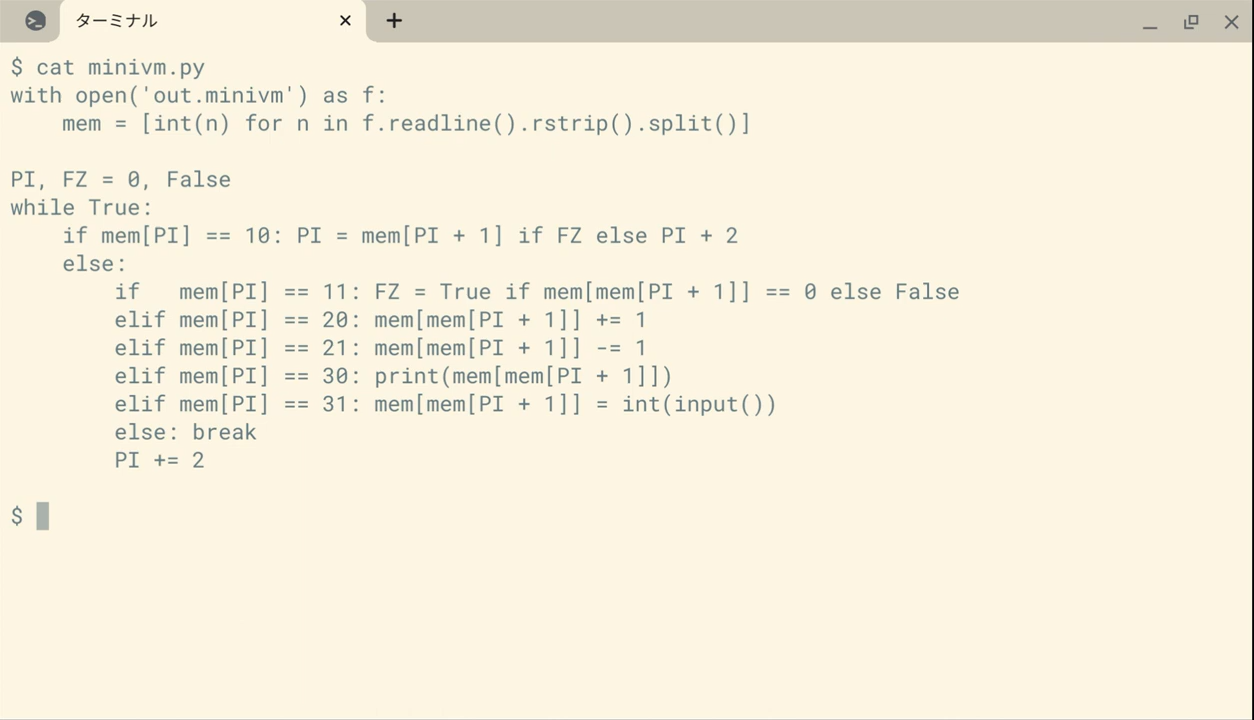 ターミナル
$ cat minivm.py
with open('out.minivm') as f:
    mem = [int(n) for n in f.readline().rstrip().split()]

PI, FZ = 0, False
while True:
    if mem[PI] == 10: PI = mem[PI + 1] if FZ else PI + 2
    else:
        if   mem[PI] == 11: FZ = True if mem[mem[PI + 1]] == 0 else False
        elif mem[PI] == 20: mem[mem[PI + 1]] += 1
        elif mem[PI] == 21: mem[mem[PI + 1]] -= 1
        elif mem[PI] == 30: print(mem[mem[PI + 1]])
        elif mem[PI] == 31: mem[mem[PI + 1]] = int(input())
        else: break
        PI += 2

$